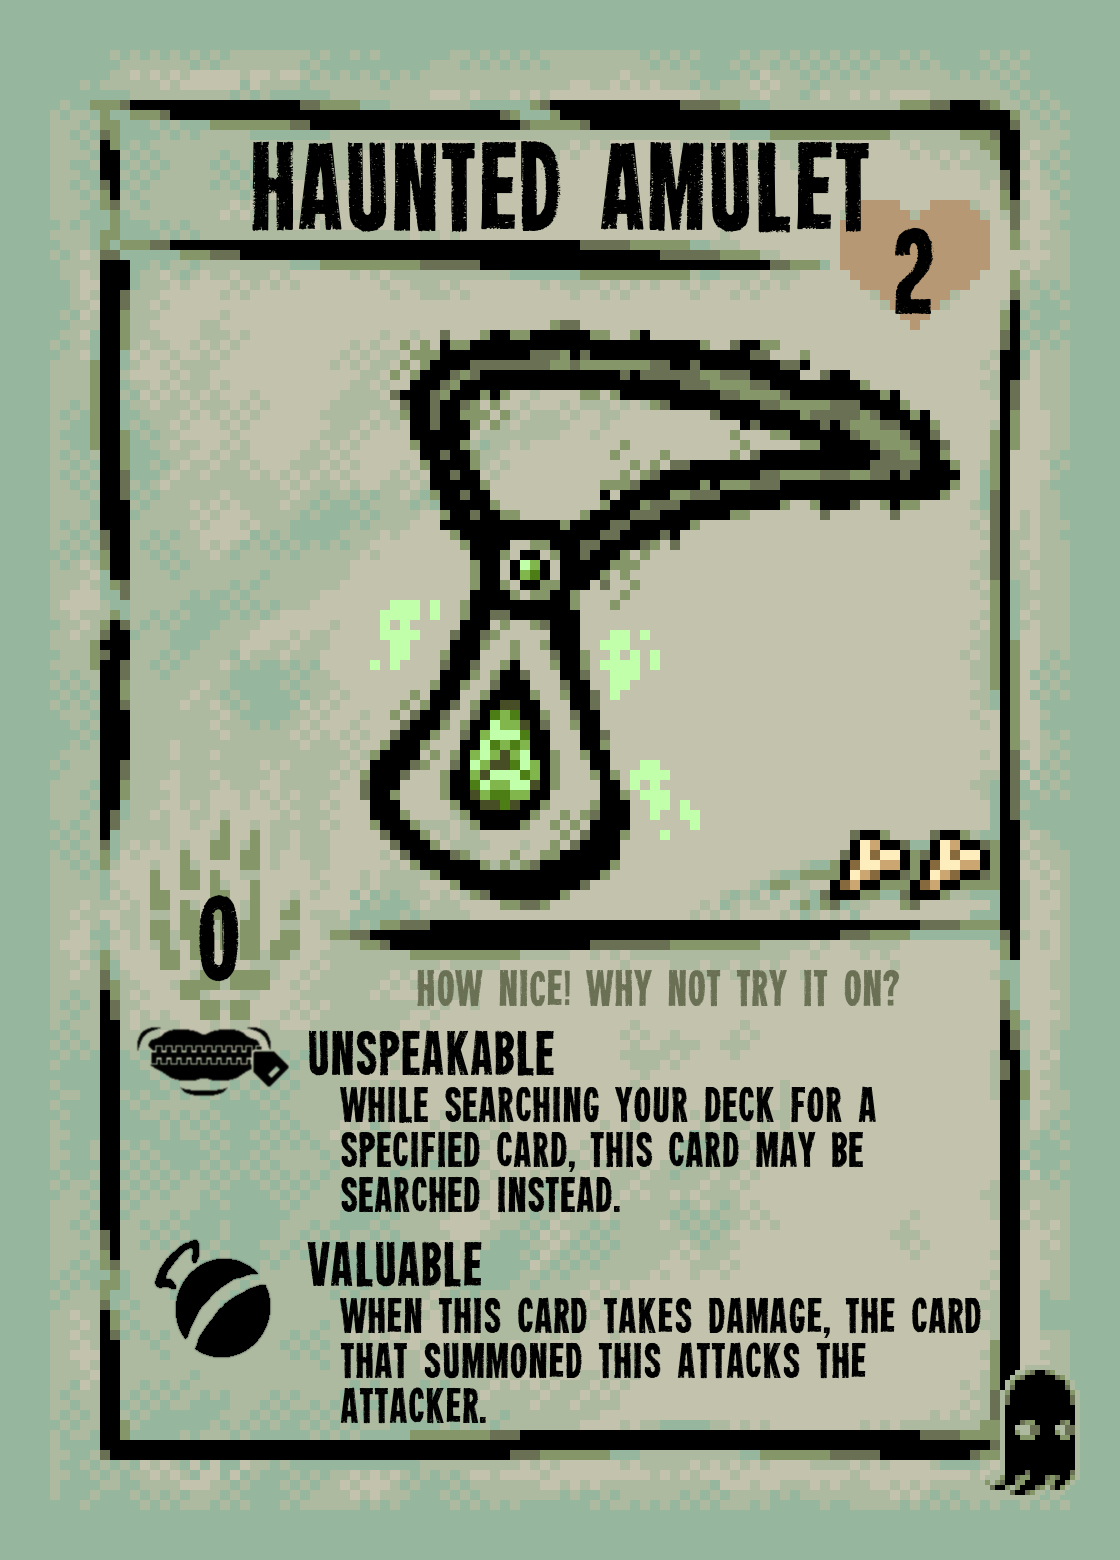 HAUNTED AMULET
2
0
HOW NICE! WHY NOT TRY IT ON?
UNSPEAKABLE
WHILE SEARCHING YOUR DECK FOR A
SPECIFIED CARD, THIS CARD MAY BE
SEARCHED INSTEAD.
VALUABLE
WHEN THIS CARD TAKES DAMAGE, THE CARD
THAT SUMMONED THIS ATTACKS THE
ATTACKER.